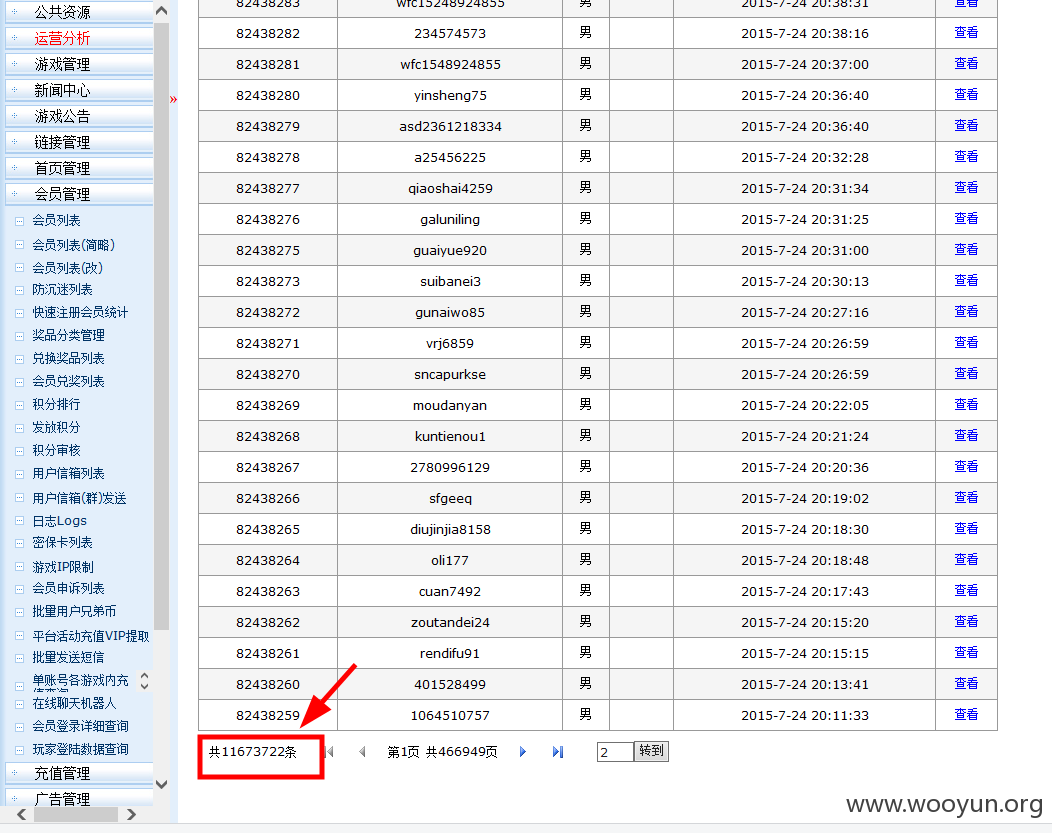 公共资源
运营分析
游戏管理
新闻中心
游戏公告
链接管理
首页管理
会员管理
会员列表
会员列表(简略)
会员列表(改)
防沉迷列表
快速注册会员统计
奖品分类管理
兑换奖品列表
会员兑奖列表
积分排行
发放积分
积分审核
用户信箱列表
用户信箱(群)发送
日志Logs
密保卡列表
游戏IP限制
会员申诉列表
批量用户兄弟币
平台活动充值VIP提取
批量发送短信
单账号各游戏内充
值查询
在线聊天机器人
会员登录详细查询
玩家登陆数据查询
充值管理
广告管理
»
82438283 wfc15248924855 男 2015-7-24 20:38:31 查看
82438282 234574573 男 2015-7-24 20:38:16 查看
82438281 wfc1548924855 男 2015-7-24 20:37:00 查看
82438280 yinsheng75 男 2015-7-24 20:36:40 查看
82438279 asd2361218334 男 2015-7-24 20:36:40 查看
82438278 a25456225 男 2015-7-24 20:32:28 查看
82438277 qiaoshai4259 男 2015-7-24 20:31:34 查看
82438276 galuniling 男 2015-7-24 20:31:25 查看
82438275 guaiyue920 男 2015-7-24 20:31:00 查看
82438273 suibanei3 男 2015-7-24 20:30:13 查看
82438272 gunaiwo85 男 2015-7-24 20:27:16 查看
82438271 vrj6859 男 2015-7-24 20:26:59 查看
82438270 sncapurkse 男 2015-7-24 20:26:59 查看
82438269 moudanyan 男 2015-7-24 20:22:05 查看
82438268 kuntienou1 男 2015-7-24 20:21:24 查看
82438267 2780996129 男 2015-7-24 20:20:36 查看
82438266 sfgeeq 男 2015-7-24 20:19:02 查看
82438265 diujinjia8158 男 2015-7-24 20:18:30 查看
82438264 oli177 男 2015-7-24 20:18:48 查看
82438263 cuan7492 男 2015-7-24 20:17:43 查看
82438262 zoutandei24 男 2015-7-24 20:15:20 查看
82438261 rendifu91 男 2015-7-24 20:15:15 查看
82438260 401528499 男 2015-7-24 20:13:41 查看
82438259 1064510757 男 2015-7-24 20:11:33 查看
共11673722条 第1页 共466949页 2 转到
www.wooyun.org